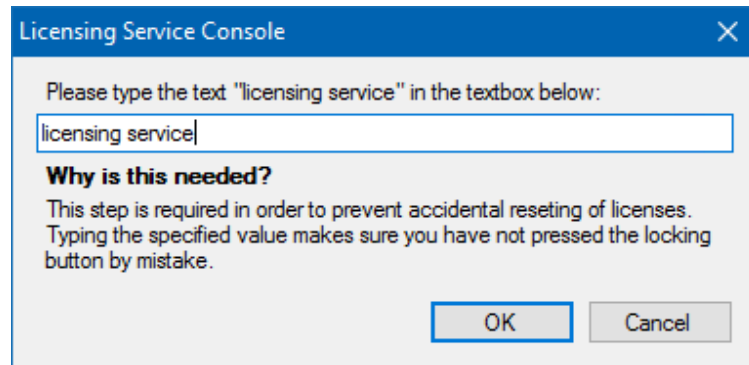 Licensing Service Console
Please type the text "licensing service" in the textbox below:
licensing service
Why is this needed?
This step is required in order to prevent accidental reseting of licenses.
Typing the specified value makes sure you have not pressed the locking
button by mistake.
OK
Cancel